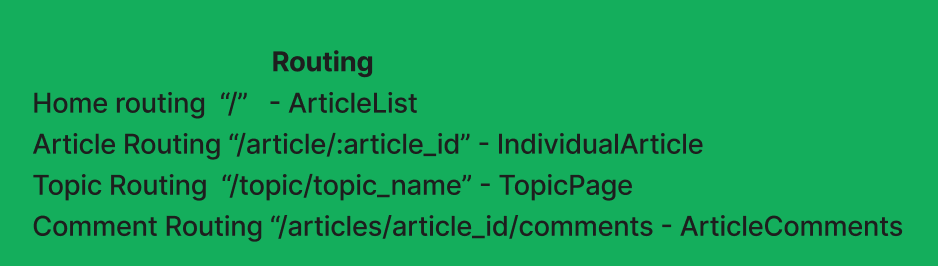 Routing
Home routing “/” - ArticleList
Article Routing “/article/:article_id” - IndividualArticle
Topic Routing “/topic/topic_name” - TopicPage
Comment Routing “/articles/article_id/comments - ArticleComments